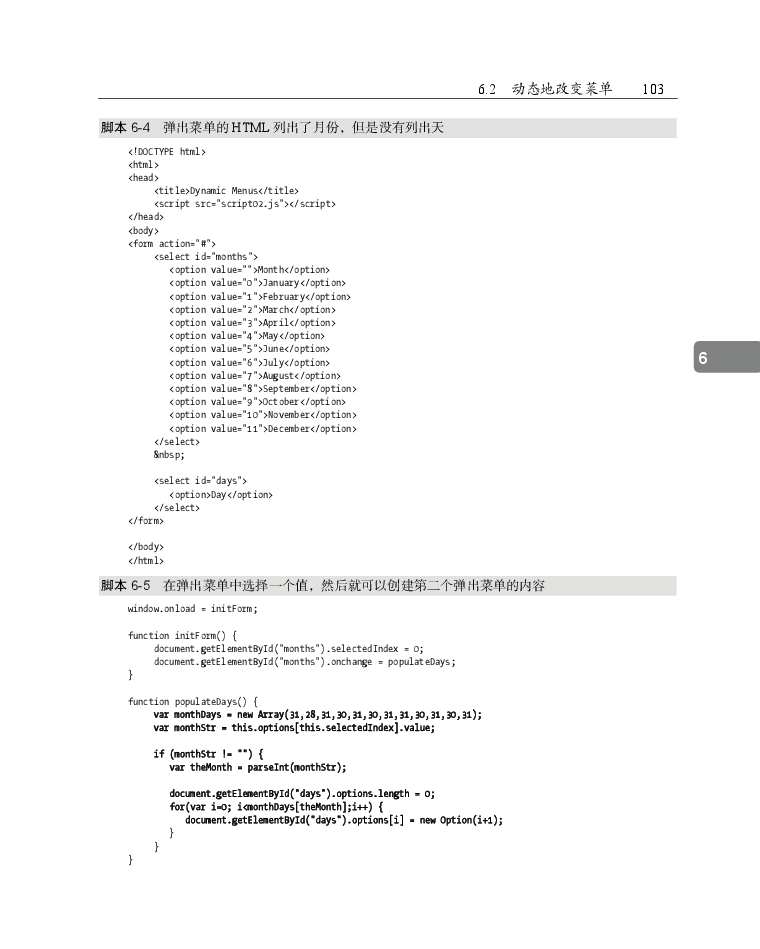 6.2 动态地改变菜单 103
脚本 6-4 弹出菜单的 HTML 列出了月份，但是没有列出天
<!DOCTYPE html>
<html>
<head>
<title>Dynamic Menus</title>
<script src="script02.js"></script>
</head>
<body>
<form action="#">
<select id="months">
<option value="">Month</option>
<option value="0">January</option>
<option value="1">February</option>
<option value="2">March</option>
<option value="3">April</option>
<option value="4">May</option>
<option value="5">June</option>
<option value="6">July</option>
<option value="7">August</option>
<option value="8">September</option>
<option value="9">October</option>
<option value="10">November</option>
<option value="11">December</option>
</select>
&nbsp;
<select id="days">
<option>Day</option>
</select>
</form>
</body>
</html>
6
脚本 6-5 在弹出菜单中选择一个值，然后就可以创建第二个弹出菜单的内容
window.onload = initForm;
function initForm() {
document.getElementById("months").selectedIndex = 0;
document.getElementById("months").onchange = populateDays;
}
function populateDays() {
var monthDays = new Array(31,28,31,30,31,30,31,31,30,31,30,31);
var monthStr = this.options[this.selectedIndex].value;
if (monthStr != "") {
var theMonth = parseInt(monthStr);
document.getElementById("days").options.length = 0;
for(var i=0; i<monthDays[theMonth];i++) {
document.getElementById("days").options[i] = new Option(i+1);
}
}
}